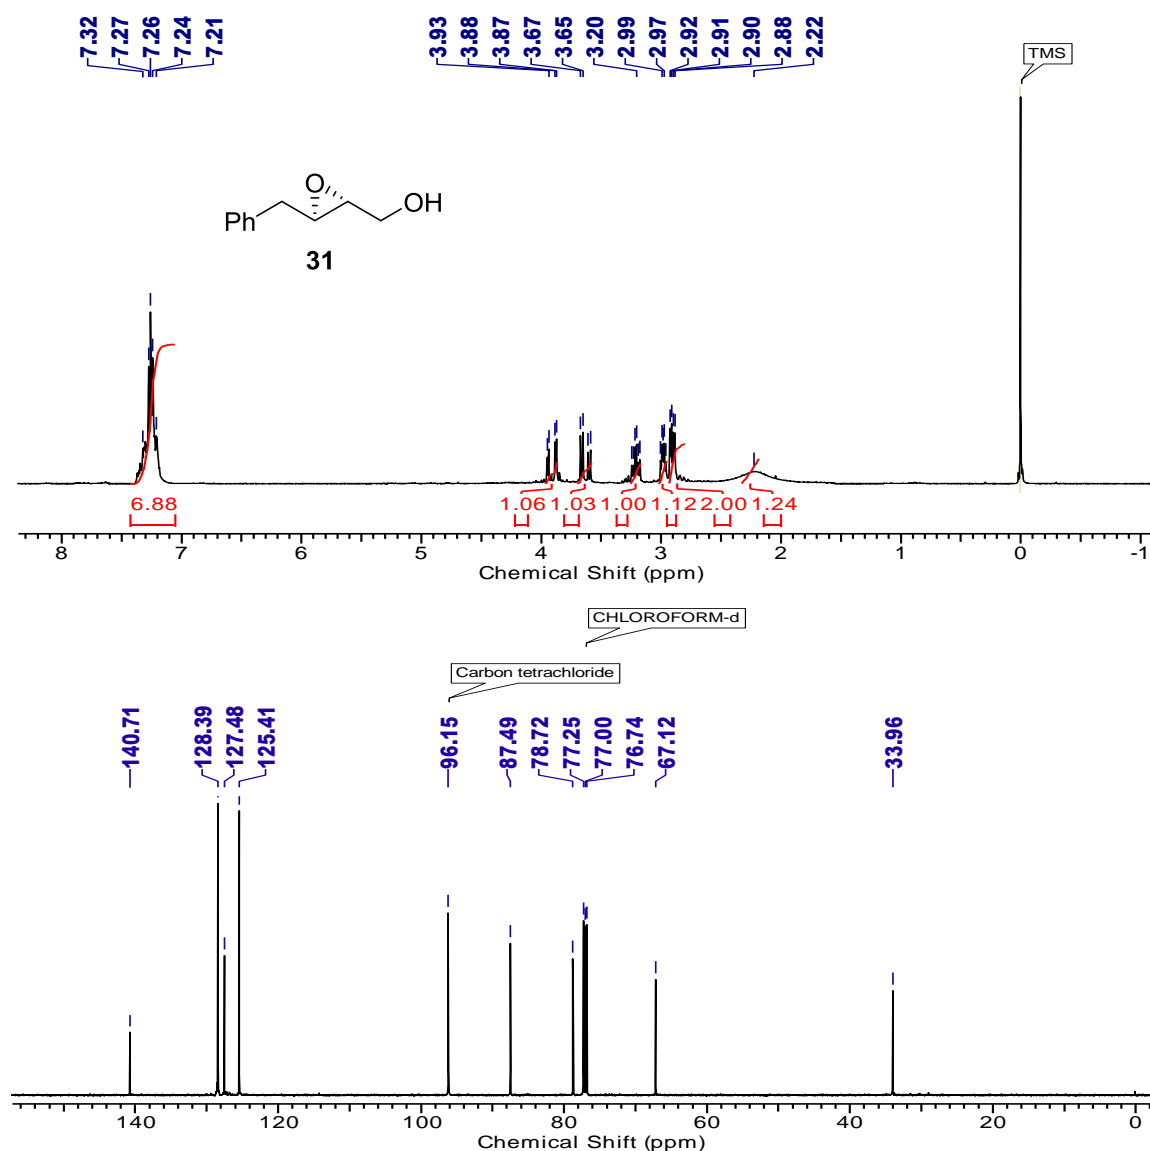 7.32 7.27 7.26 7.24 7.21 3.93 3.88 3.87 3.67 3.65 3.20 2.99 2.97 2.92 2.91 2.90 2.88 2.22
TMS
O
OH
Ph
31
6.88 1.06 1.03 1.00 1.12 2.00 1.24
8 7 6 5 4 3 2 1 0 -1
Chemical Shift (ppm)
CHLOROFORM-d
Carbon tetrachloride
140.71 128.39 127.48 125.41 96.15 87.49 78.72 77.25 77.00 76.74 67.12 33.96
140 120 100 80 60 40 20 0
Chemical Shift (ppm)